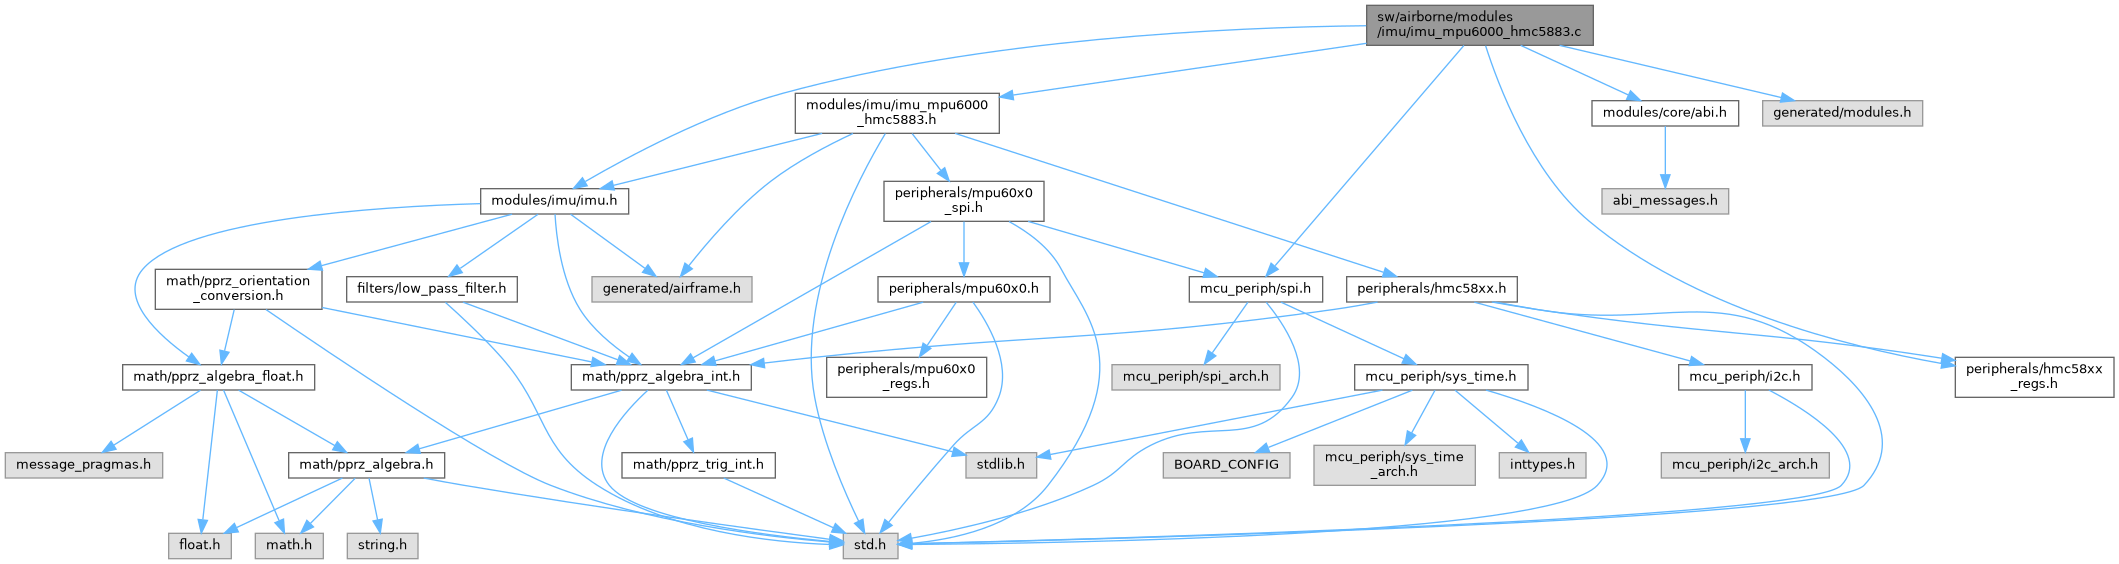 sw/airborne/modules
/imu/imu_mpu6000_hmc5883.c
modules/imu/imu_mpu6000
_hmc5883.h
modules/core/abi.h
generated/modules.h
modules/imu/imu.h
peripherals/mpu60x0
_spi.h
abi_messages.h
math/pprz_orientation
_conversion.h
filters/low_pass_filter.h
generated/airframe.h
peripherals/mpu60x0.h
mcu_periph/spi.h
peripherals/hmc58xx.h
math/pprz_algebra_float.h
math/pprz_algebra_int.h
peripherals/mpu60x0
_regs.h
mcu_periph/spi_arch.h
mcu_periph/sys_time.h
mcu_periph/i2c.h
peripherals/hmc58xx
_regs.h
message_pragmas.h
math/pprz_algebra.h
math/pprz_trig_int.h
stdlib.h
BOARD_CONFIG
mcu_periph/sys_time
_arch.h
inttypes.h
mcu_periph/i2c_arch.h
float.h
math.h
string.h
std.h